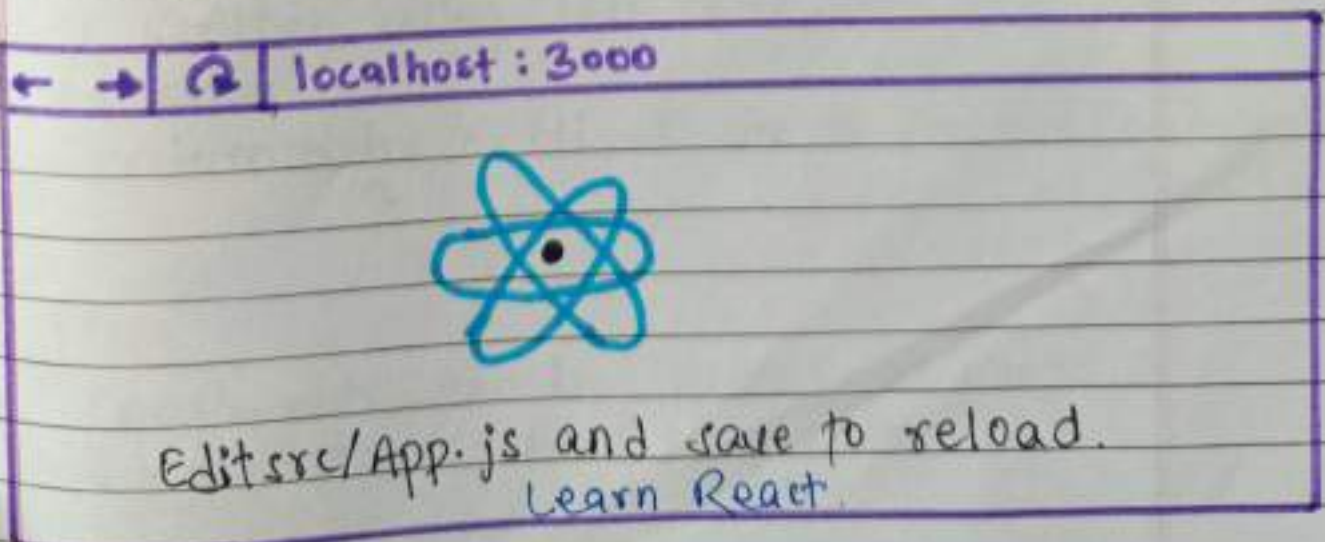 localhost : 3000
Editsrc/App.js and save to reload.
Learn React.